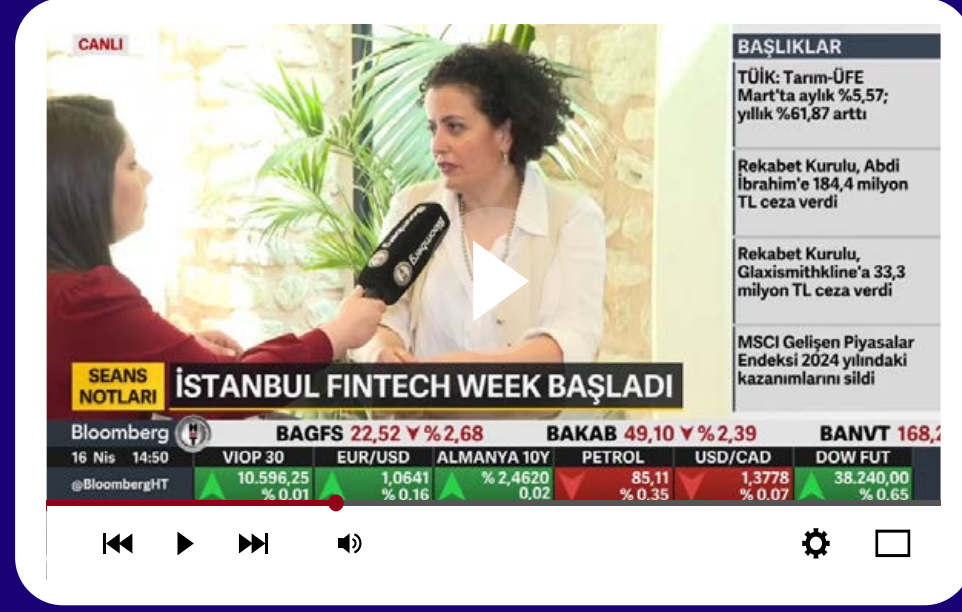 CANLI
BAŞLIKLAR
TÜİK: Tarım-ÜFE
Mart'ta aylık %5,57;
yıllık %61,87 arttı
Rekabet Kurulu, Abdi
İbrahim'e 184,4 milyon
TL ceza verdi
Rekabet Kurulu,
Glaxismithkline'a 33,3
milyon TL ceza verdi
MSCI Gelişen Piyasalar
Endeksi 2024 yılındaki
kazanımlarını sildi
Bloomberg
SEANS
NOTLARI
İSTANBUL FINTECH WEEK BAŞLADI
Bloomberg HT
BAGFS 22,52 %2,68 BAKAB 49,10 %2,39 BANVT 168,2
16 Nis 14:50 VIOP 30 EUR/USD ALMANYA 10Y PETROL USD/CAD DOW FUT
@BloombergHT 10.596,25 1,0641 % 2,4620 85,11 1,3778 38.240,00
% 0,01 % 0,16 0,02 % 0,35 % 0,07 % 0,65